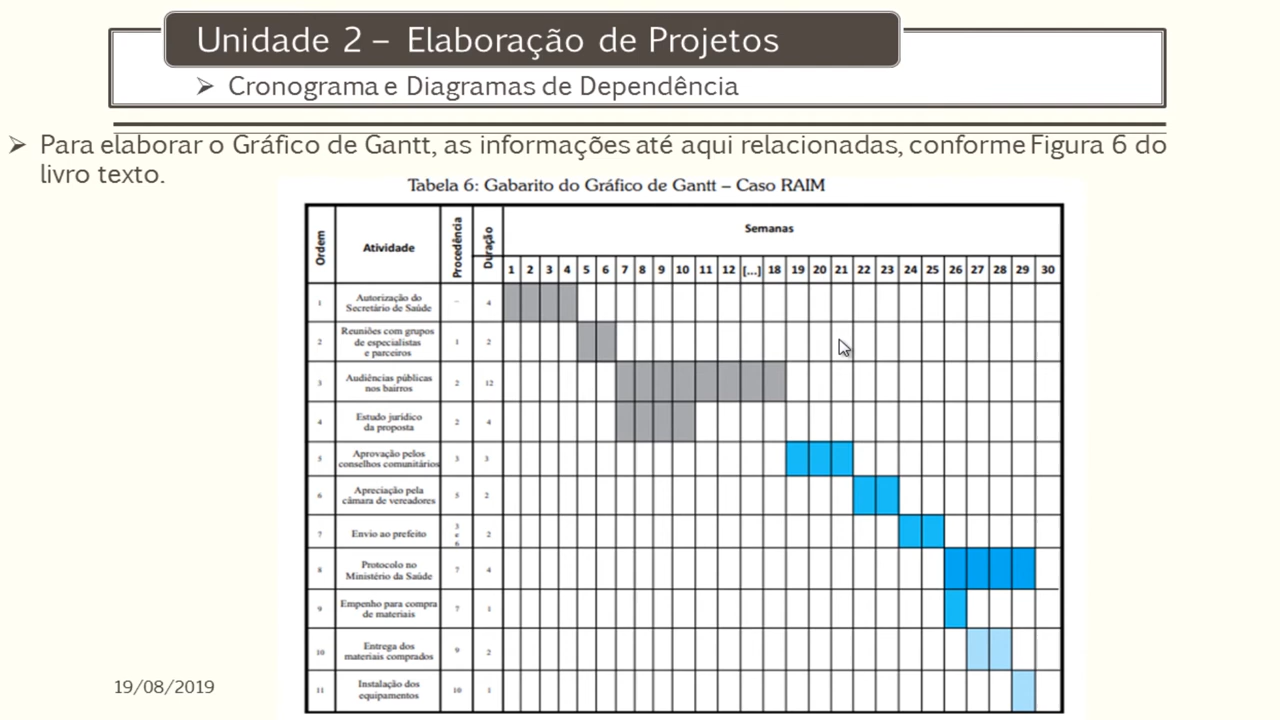 Unidade 2 – Elaboração de Projetos
➢ Cronograma e Diagramas de Dependência
➢ Para elaborar o Gráfico de Gantt, as informações até aqui relacionadas, conforme Figura 6 do
livro texto.
Tabela 6: Gabarito do Gráfico de Gantt – Caso RAIM
Ordem Atividade Procedência Duração Semanas
1 2 3 4 5 6 7 8 9 10 11 12 [...] 18 19 20 21 22 23 24 25 26 27 28 29 30
1 Autorização do – 4
Secretário de Saúde
2 Reuniões com grupos 1 2
de especialistas
e parceiros
3 Audiências públicas 2 12
nos bairros
4 Estudo jurídico 2 4
da proposta
5 Aprovação pelos 3 3
conselhos comunitários
6 Apreciação pela 5 2
câmara de vereadores
7 Envio ao prefeito 3 e 6 2
8 Protocolo no 7 4
Ministério da Saúde
9 Empenho para compra 7 1
de materiais
10 Entrega dos 9 2
materiais comprados
11 Instalação dos 10 1
equipamentos
19/08/2019